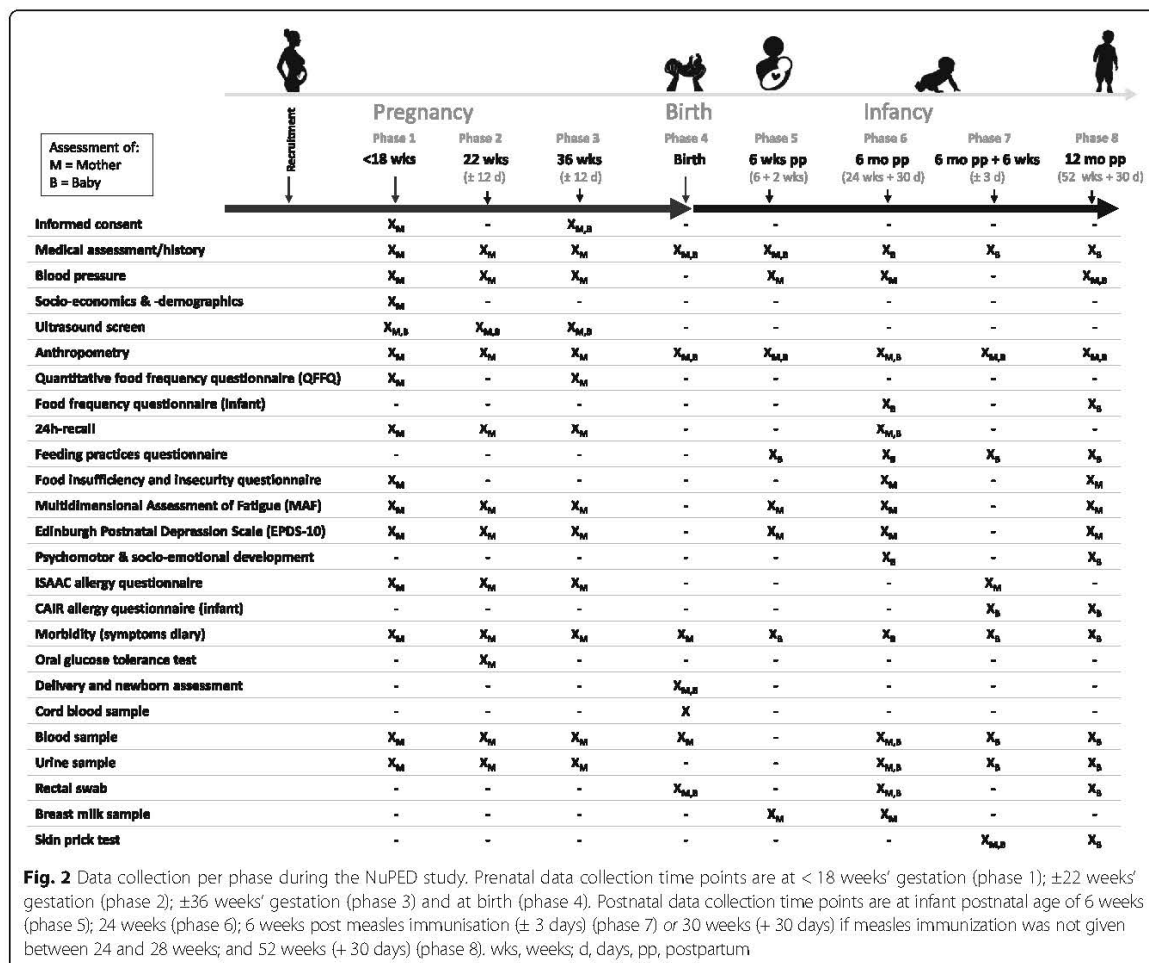 Pregnancy Birth Infancy
Recruitment
Assessment of:
M = Mother
B = Baby
Phase 1 Phase 2 Phase 3 Phase 4 Phase 5 Phase 6 Phase 7 Phase 8
<18 wks 22 wks 36 wks Birth 6 wks pp 6 mo pp 6 mo pp + 6 wks 12 mo pp
(± 12 d) (± 12 d) (6 + 2 wks) (24 wks + 30 d) (± 3 d) (52 wks + 30 d)
Informed consent XM - XM,B - - - - -
Medical assessment/history XM XM XM XM,B XM,B XB XB XB
Blood pressure XM XM XM - XM XM - XM,B
Socio-economics & -demographics XM - - - - - - -
Ultrasound screen XM,B XM,B XM,B - - - - -
Anthropometry XM XM XM XM,B XM,B XM,B XM,B XM,B
Quantitative food frequency questionnaire (QFFQ) XM - XM - - - - -
Food frequency questionnaire (infant) - - - - - XB - XB
24h-recall XM XM XM - - XM,B - -
Feeding practices questionnaire - - - - XB XB XB XB
Food insufficiency and insecurity questionnaire XM - - - - XM - XM
Multidimensional Assessment of Fatigue (MAF) XM XM XM - XM XM - XM
Edinburgh Postnatal Depression Scale (EPDS-10) XM XM XM - XM XM - XM
Psychomotor & socio-emotional development - - - - - XB - XB
ISAAC allergy questionnaire XM XM XM - - - XM -
CAIR allergy questionnaire (infant) - - - - - - XB XB
Morbidity (symptoms diary) XM XM XM XM XB XB XB XB
Oral glucose tolerance test - XM - - - - - -
Delivery and newborn assessment - - - XM,B - - - -
Cord blood sample - - - X - - - -
Blood sample XM XM XM XM - XM,B XB XB
Urine sample XM XM XM - - XM,B XB XB
Rectal swab - - - XM,B - XM,B - XB
Breast milk sample - - - - XM XM - -
Skin prick test - - - - - - XM,B XB
Fig. 2 Data collection per phase during the NuPED study. Prenatal data collection time points are at < 18 weeks' gestation (phase 1); ±22 weeks'
gestation (phase 2); ±36 weeks' gestation (phase 3) and at birth (phase 4). Postnatal data collection time points are at infant postnatal age of 6 weeks
(phase 5); 24 weeks (phase 6); 6 weeks post measles immunisation (± 3 days) (phase 7) or 30 weeks (+ 30 days) if measles immunization was not given
between 24 and 28 weeks; and 52 weeks (+ 30 days) (phase 8). wks, weeks; d, days, pp, postpartum